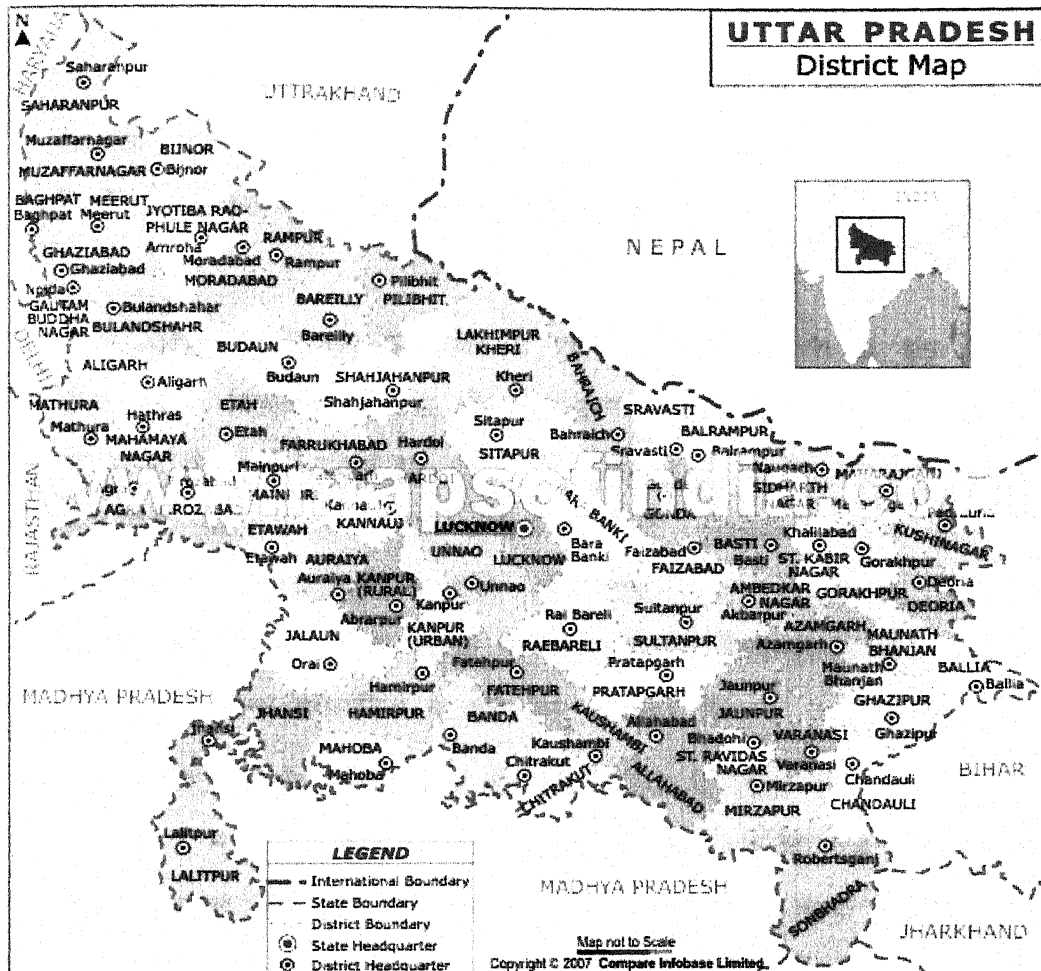 N
UTTAR PRADESH
District Map
HARYANA
Saharanpur
SAHARANPUR
UTTRAKHAND
Muzaffarnagar
BIJNOR
MUZAFFARNAGAR
Bijnor
BAGHPAT
MEERUT
Baghpat
Meerut
JYOTIBA RAO-
PHULE NAGAR
Amroha
Moradabad
RAMPUR
Rampur
MORADABAD
NEPAL
INDIA
GHAZIABAD
Ghaziabad
Noida
GAUTAM
BUDDHA
NAGAR
Bulandshahar
BULANDSHAHR
Pilibhit
PILIBHIT
BAREILLY
Bareilly
DELHI
LAKHIMPUR
KHERI
Kheri
BUDAUN
Budaun
ALIGARH
Aligarh
SHAHJAHANPUR
Shahjahanpur
BAHRAICH
Bahraich
MATHURA
Mathura
Hathras
MAHAMAYA
NAGAR
ETAH
Etah
FARRUKHABAD
Hardoi
Sitapur
SITAPUR
SRAVASTI
Sravasti
BALRAMPUR
Balrampur
Naugarh
SIDHARTH
NAGAR
MAHARAJGANJ
Mainpuri
KANNAUJ
GONDA
RAJASTHAN
LUCKNOW
LUCKNOW
BANKI
Bara
Banki
UNNAO
Unnao
ETAWAH
Etawah
AURAIYA
Auraiya
KANPUR
(RURAL)
Abrarpur
Kanpur
KANPUR
(URBAN)
Faizabad
FAIZABAD
BASTI
Basti
Khalilabad
ST. KABIR
NAGAR
Gorakhpur
GORAKHPUR
KUSHINAGAR
Deoria
DEORIA
AMBEDKAR
NAGAR
Akbarpur
Sultanpur
SULTANPUR
Rai Bareli
RAEBARELI
AZAMGARH
Azamgarh
MAUNATH
BHANJAN
Maunath
Bhanjan
BALLIA
Ballia
JALAUN
Orai
Hamirpur
HAMIRPUR
Fatehpur
FATEHPUR
Pratapgarh
PRATAPGARH
Jaunpur
JAUNPUR
GHAZIPUR
Ghazipur
MADHYA PRADESH
JHANSI
Jhansi
MAHOBA
Mahoba
BANDA
Banda
KAUSHAMBI
Kaushambi
Chitrakut
CHITRAKUT
Allahabad
ALLAHABAD
Bhadohi
ST. RAVIDAS
NAGAR
VARANASI
Varanasi
Chandauli
CHANDAULI
BIHAR
Mirzapur
MIRZAPUR
Lalitpur
LALITPUR
Robertsganj
SONBHADRA
MADHYA PRADESH
JHARKHAND
LEGEND
International Boundary
State Boundary
District Boundary
State Headquarter
District Headquarter
Map not to Scale
Copyright © 2007 Compare Infobase Limited